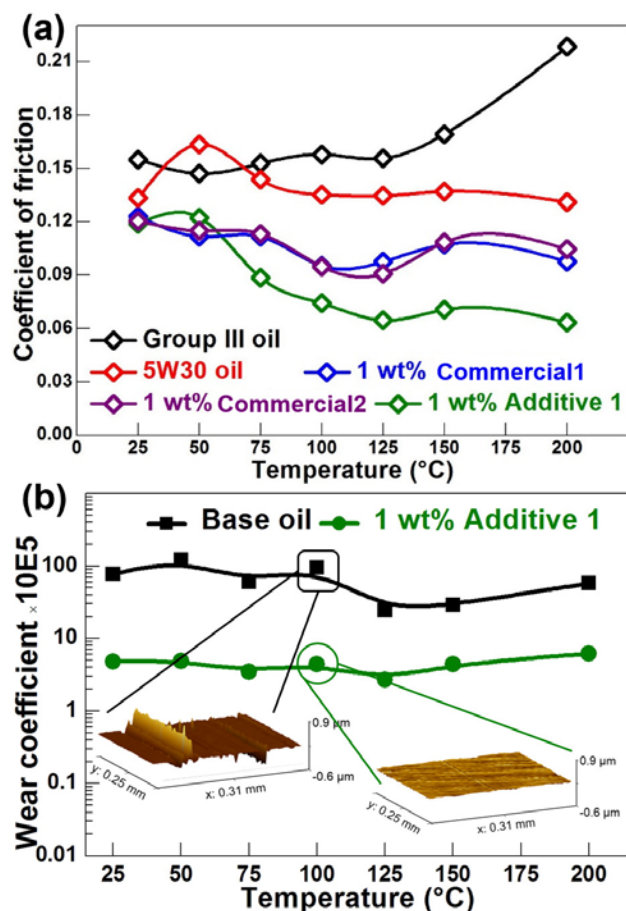 (a)
0.21
0.18
0.15
0.12
0.09
0.06
0.03
0.00
Coefficient of friction
Group III oil
5W30 oil
1 wt% Commercial1
1 wt% Commercial2
1 wt% Additive 1
25 50 75 100 125 150 175 200
Temperature (°C)
(b)
Base oil
1 wt% Additive 1
100
10
1
0.1
0.01
Wear coefficient ×10E5
0.9 µm
-0.6 µm
y: 0.25 mm
x: 0.31 mm
0.9 µm
-0.6 µm
y: 0.25 mm
x: 0.31 mm
25 50 75 100 125 150 175 200
Temperature (°C)